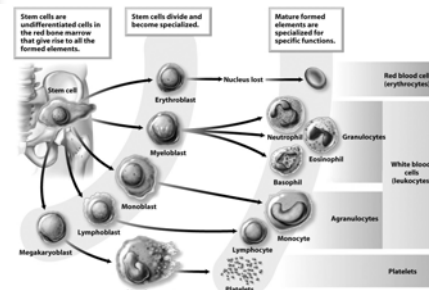 Stem cells are
undifferentiated cells in
the red bone marrow
that give rise to all the
formed elements.
Stem cells divide and
become specialized.
Mature formed
elements are
specialized for
specific functions.
Stem cell
Erythroblast
Nucleus lost
Red blood cell
(erythrocytes)
Myeloblast
Neutrophil
Eosinophil
Basophil
Granulocytes
White blood
cells
(leukocytes
Monoblast
Monocyte
Agranulocytes
Lymphoblast
Lymphocyte
Megakaryoblast
Platelets
Platelets